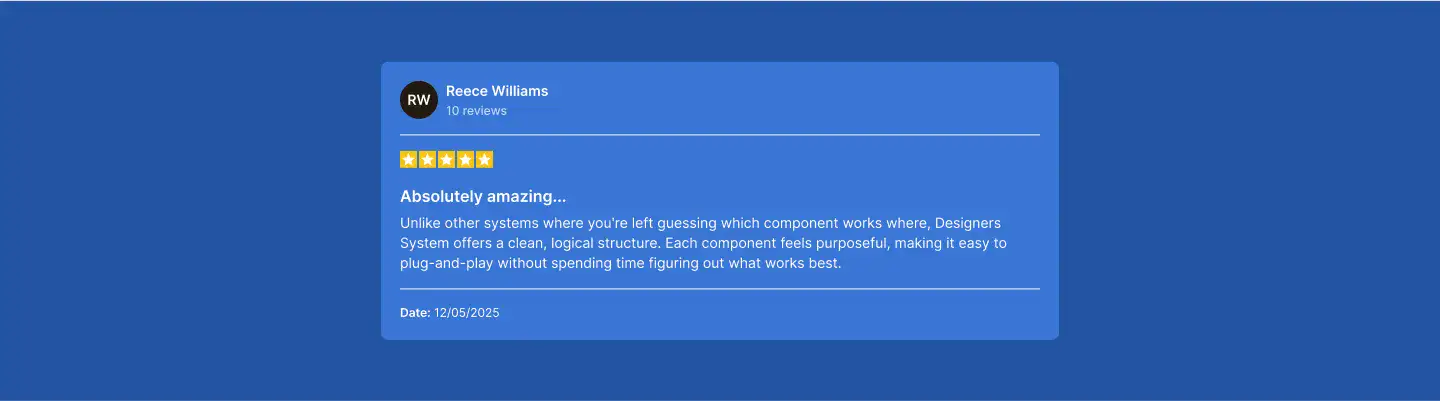 RW
Reece Williams
10 reviews
Absolutely amazing...
Unlike other systems where you're left guessing which component works where, Designers
System offers a clean, logical structure. Each component feels purposeful, making it easy to
plug-and-play without spending time figuring out what works best.
Date: 12/05/2025